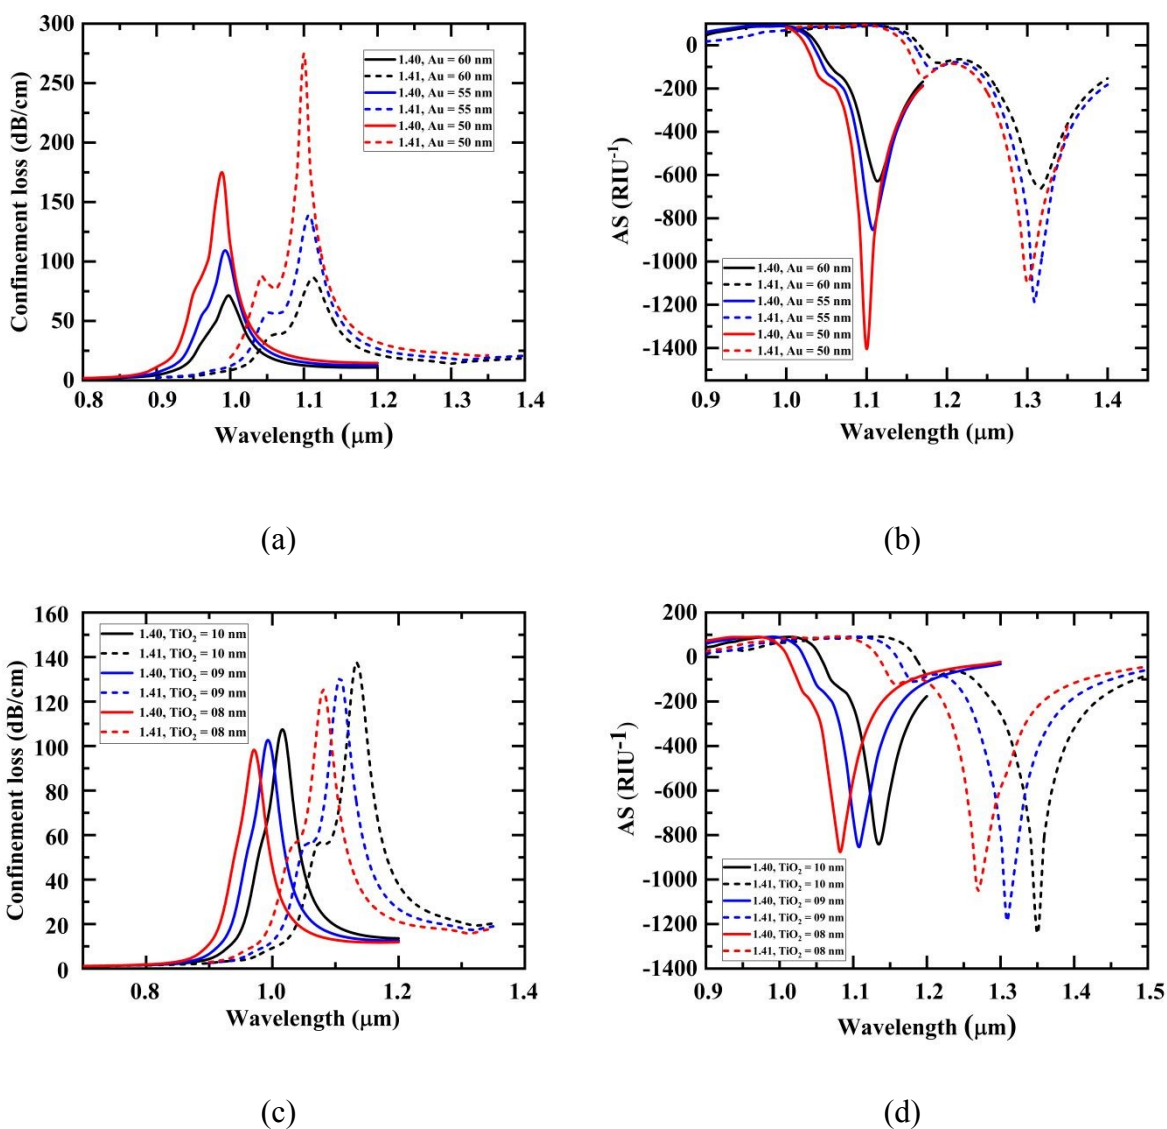 300
250
200
150
100
50
0
Confinement loss (dB/cm)
1.40, Au = 60 nm
1.41, Au = 60 nm
1.40, Au = 55 nm
1.41, Au = 55 nm
1.40, Au = 50 nm
1.41, Au = 50 nm
0.8 0.9 1.0 1.1 1.2 1.3 1.4
Wavelength (μm)
(a)
0
-200
-400
-600
-800
-1000
-1200
-1400
AS (RIU⁻¹)
1.40, Au = 60 nm
1.41, Au = 60 nm
1.40, Au = 55 nm
1.41, Au = 55 nm
1.40, Au = 50 nm
1.41, Au = 50 nm
0.9 1.0 1.1 1.2 1.3 1.4
Wavelength (μm)
(b)
160
140
120
100
80
60
40
20
0
Confinement loss (dB/cm)
1.40, TiO₂ = 10 nm
1.41, TiO₂ = 10 nm
1.40, TiO₂ = 09 nm
1.41, TiO₂ = 09 nm
1.40, TiO₂ = 08 nm
1.41, TiO₂ = 08 nm
0.8 1.0 1.2 1.4
Wavelength (μm)
(c)
200
0
-200
-400
-600
-800
-1000
-1200
-1400
AS (RIU⁻¹)
1.40, TiO₂ = 10 nm
1.41, TiO₂ = 10 nm
1.40, TiO₂ = 09 nm
1.41, TiO₂ = 09 nm
1.40, TiO₂ = 08 nm
1.41, TiO₂ = 08 nm
0.9 1.0 1.1 1.2 1.3 1.4 1.5
Wavelength (μm)
(d)